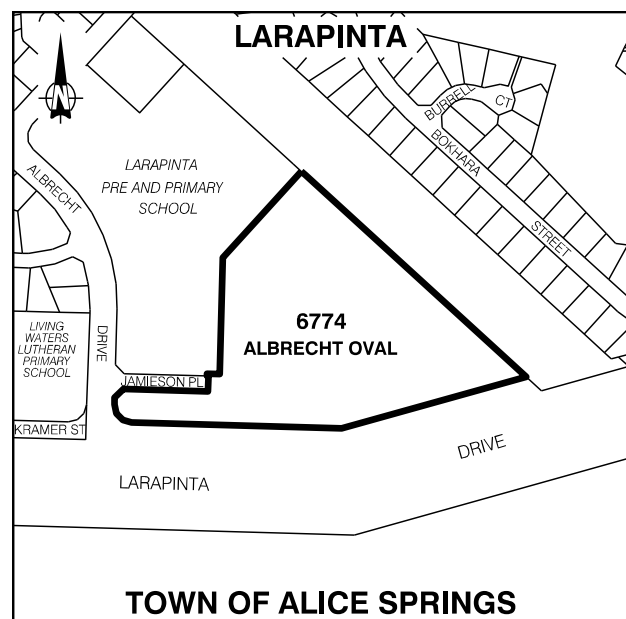 LARAPINTA
N
BURRELL
CT
BOKHARA
STREET
LARAPINTA
PRE AND PRIMARY
SCHOOL
ALBRECHT
DRIVE
LIVING
WATERS
LUTHERAN
PRIMARY
SCHOOL
6774
ALBRECHT OVAL
JAMIESON PL
KRAMER ST
DRIVE
LARAPINTA
TOWN OF ALICE SPRINGS